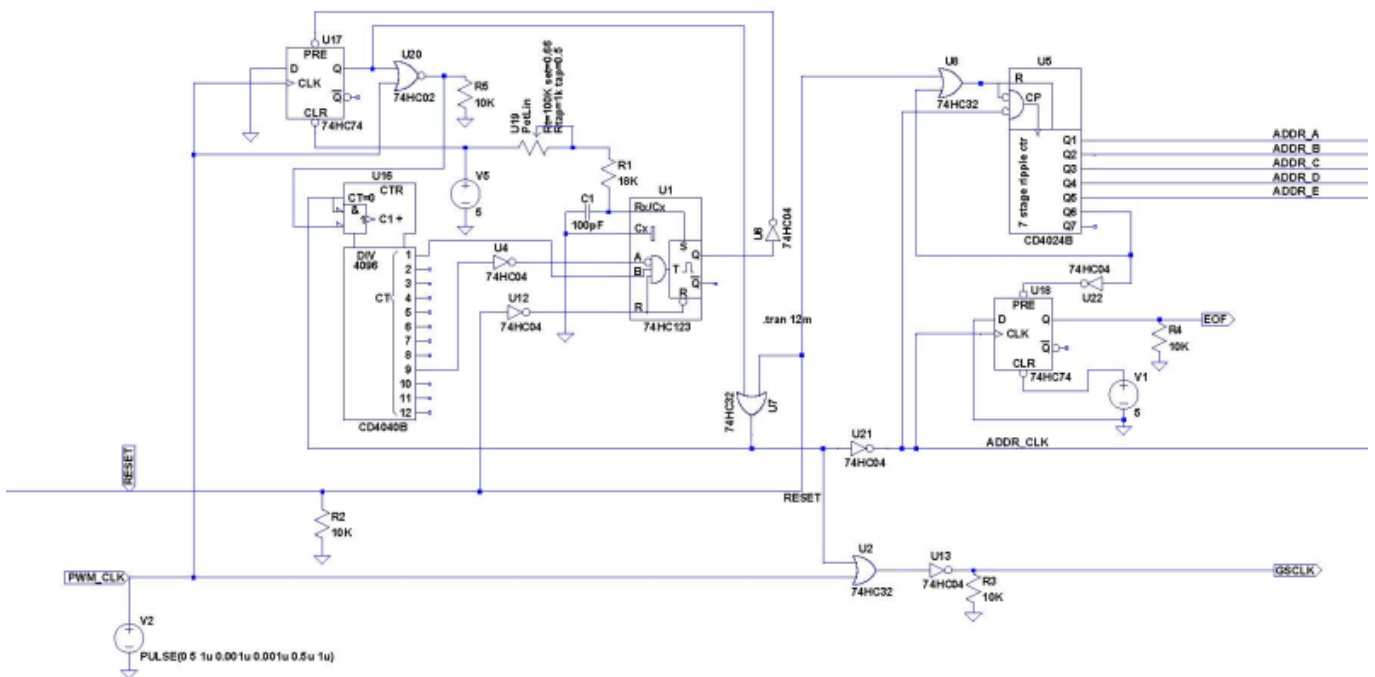 U17
PRE
D
Q
CLK
Q
CLR
74HC74
U20
74HC02
R5
10K
U19
PotLin
Rt=100K set=0.66
Rtap=1k tap=0.5
V5
5
R1
18K
C1
100pF
U1
Rx/Cx
Cx
S
Q
A
B
T
Q
R
R
74HC123
U6
74HC04
U16
CTR
CT=0
&
C1 +
DIV
4096
CT
1
2
3
4
5
6
7
8
9
10
11
12
CD4040B
U4
74HC04
U12
74HC04
.tran 12m
74HC32
U7
U8
74HC32
U5
R
CP
7 stage ripple ctr
Q1
Q2
Q3
Q4
Q5
Q6
Q7
CD4024B
ADDR_A
ADDR_B
ADDR_C
ADDR_D
ADDR_E
74HC04
U22
U18
PRE
D
Q
CLK
Q
CLR
74HC74
EOF
R4
10K
V1
5
U21
74HC04
ADDR_CLK
RESET
RESET
R2
10K
U2
74HC32
U13
74HC04
R3
10K
GSCLK
PWM_CLK
V2
PULSE(0 5 1u 0.001u 0.001u 0.5u 1u)